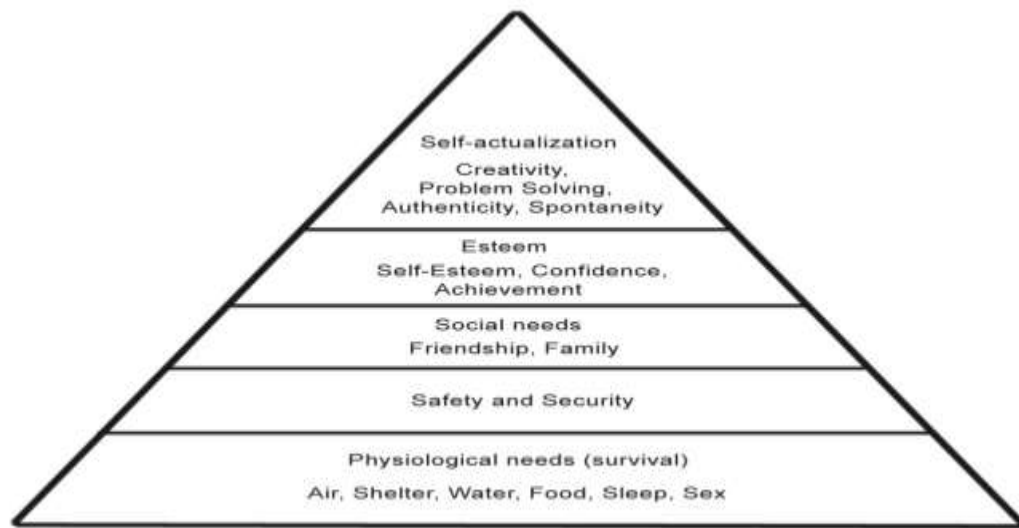 Self-actualization
Creativity,
Problem Solving,
Authenticity, Spontaneity
Esteem
Self-Esteem, Confidence,
Achievement
Social needs
Friendship, Family
Safety and Security
Physiological needs (survival)
Air, Shelter, Water, Food, Sleep, Sex